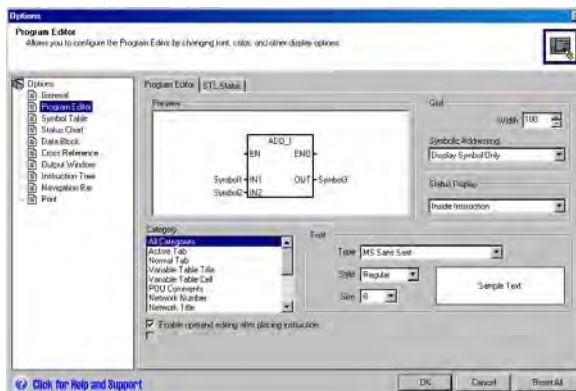 Options
Program Editor
Allows you to configure the Program Editor by changing font, color, and other display options.
Options
General
Program Editor
Symbol Table
Status Chart
Data Block
Cross Reference
Output Window
Instruction Tree
Navigation Bar
Print
Program Editor STL Status
Preview
ADD_I
EN ENO
Symbol1 IN1 OUT Symbol3
Symbol2 IN2
Grid
Width 100
Symbolic Addressing
Display Symbol Only
Status Display
Inside Instruction
Category
All Categories
Active Tab
Normal Tab
Variable Table Title
Variable Table Cell
POU Comments
Network Number
Network Title
Font
Type MS Sans Serif
Style Regular
Size 8
Sample Text
Enable operand editing after placing instruction
Click for Help and Support
OK Cancel Reset All